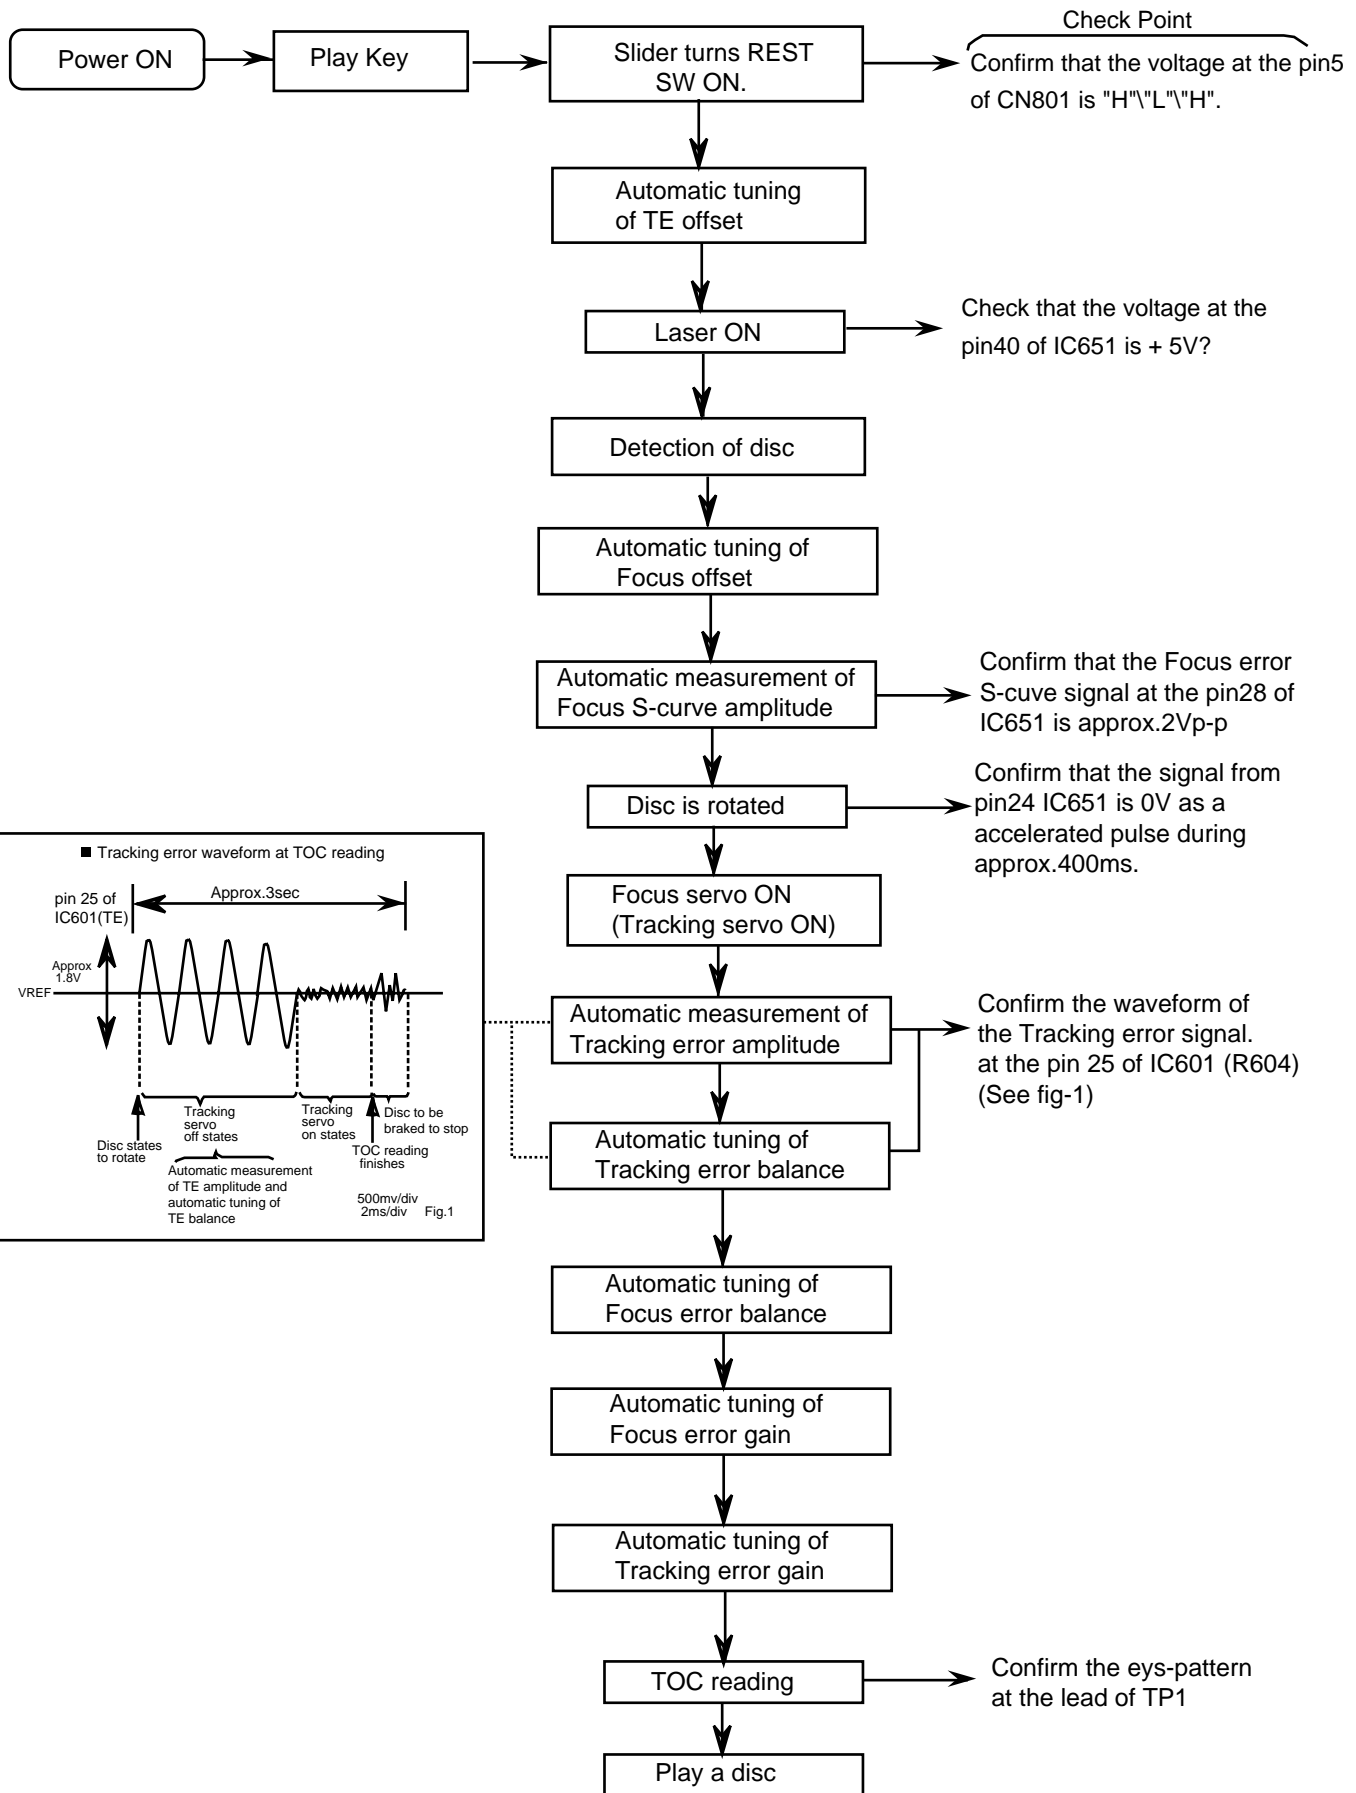 Check Point
Power ON
Play Key
Slider turns REST
SW ON.
Confirm that the voltage at the pin5
of CN801 is "H"\"L"\"H".
Automatic tuning
of TE offset
Laser ON
Check that the voltage at the
pin40 of IC651 is + 5V?
Detection of disc
Automatic tuning of
Focus offset
Automatic measurement of
Focus S-curve amplitude
Confirm that the Focus error
S-cuve signal at the pin28 of
IC651 is approx.2Vp-p
Disc is rotated
Confirm that the signal from
pin24 IC651 is 0V as a
accelerated pulse during
approx.400ms.
Focus servo ON
(Tracking servo ON)
■ Tracking error waveform at TOC reading
pin 25 of
IC601(TE)
Approx.3sec
Approx
1.8V
VREF
Tracking
servo
off states
Tracking
servo
on states
Disc to be
braked to stop
Disc states
to rotate
TOC reading
finishes
Automatic measurement
of TE amplitude and
automatic tuning of
TE balance
500mv/div
2ms/div
Fig.1
Automatic measurement of
Tracking error amplitude
Confirm the waveform of
the Tracking error signal.
at the pin 25 of IC601 (R604)
(See fig-1)
Automatic tuning of
Tracking error balance
Automatic tuning of
Focus error balance
Automatic tuning of
Focus error gain
Automatic tuning of
Tracking error gain
TOC reading
Confirm the eys-pattern
at the lead of TP1
Play a disc